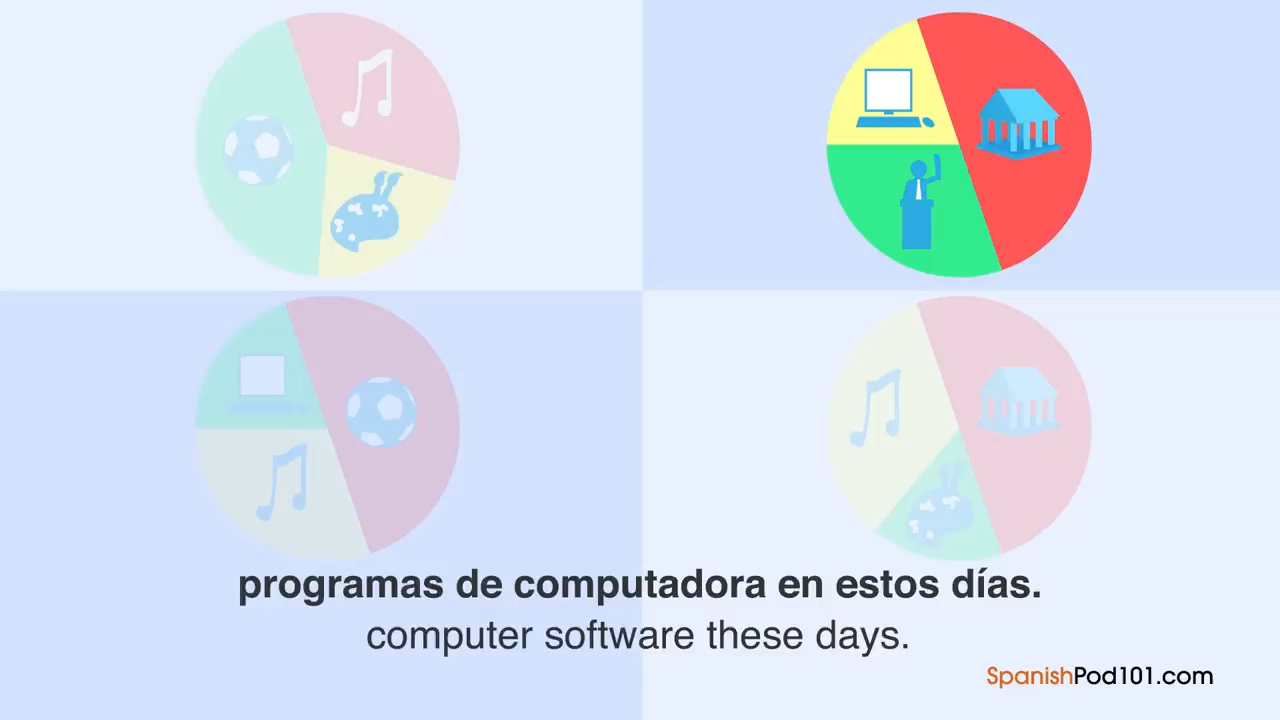 programas de computadora en estos días.
computer software these days.
SpanishPod101.com